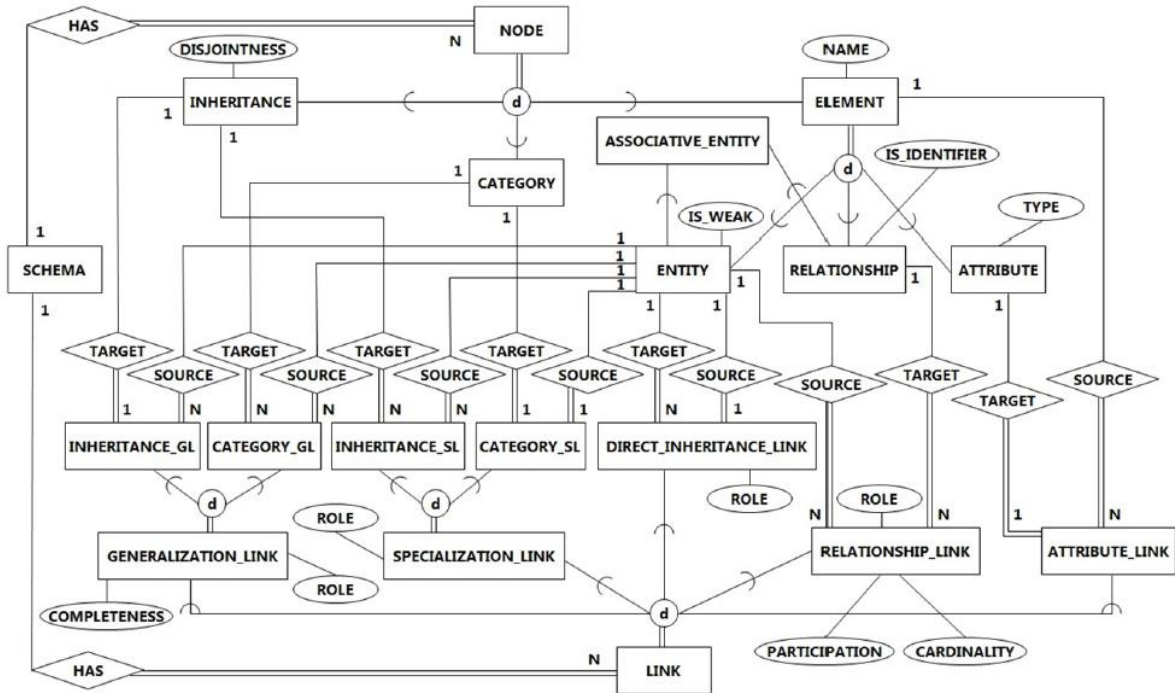 HAS
NODE
N
DISJOINTNESS
NAME
INHERITANCE
d
ELEMENT
1
1
1
ASSOCIATIVE_ENTITY
IS_IDENTIFIER
d
1
CATEGORY
1
IS_WEAK
TYPE
1
SCHEMA
1
1
1
1
1
ENTITY
1
RELATIONSHIP
1
ATTRIBUTE
1
1
1
TARGET
TARGET
TARGET
TARGET
TARGET
SOURCE
SOURCE
SOURCE
SOURCE
SOURCE
SOURCE
TARGET
TARGET
SOURCE
1
N
N
N
N
N
1
1
N
1
INHERITANCE_GL
CATEGORY_GL
INHERITANCE_SL
CATEGORY_SL
DIRECT_INHERITANCE_LINK
d
d
ROLE
ROLE
ROLE
N
N
1
N
GENERALIZATION_LINK
SPECIALIZATION_LINK
RELATIONSHIP_LINK
ATTRIBUTE_LINK
ROLE
COMPLETENESS
d
PARTICIPATION
CARDINALITY
HAS
N
LINK